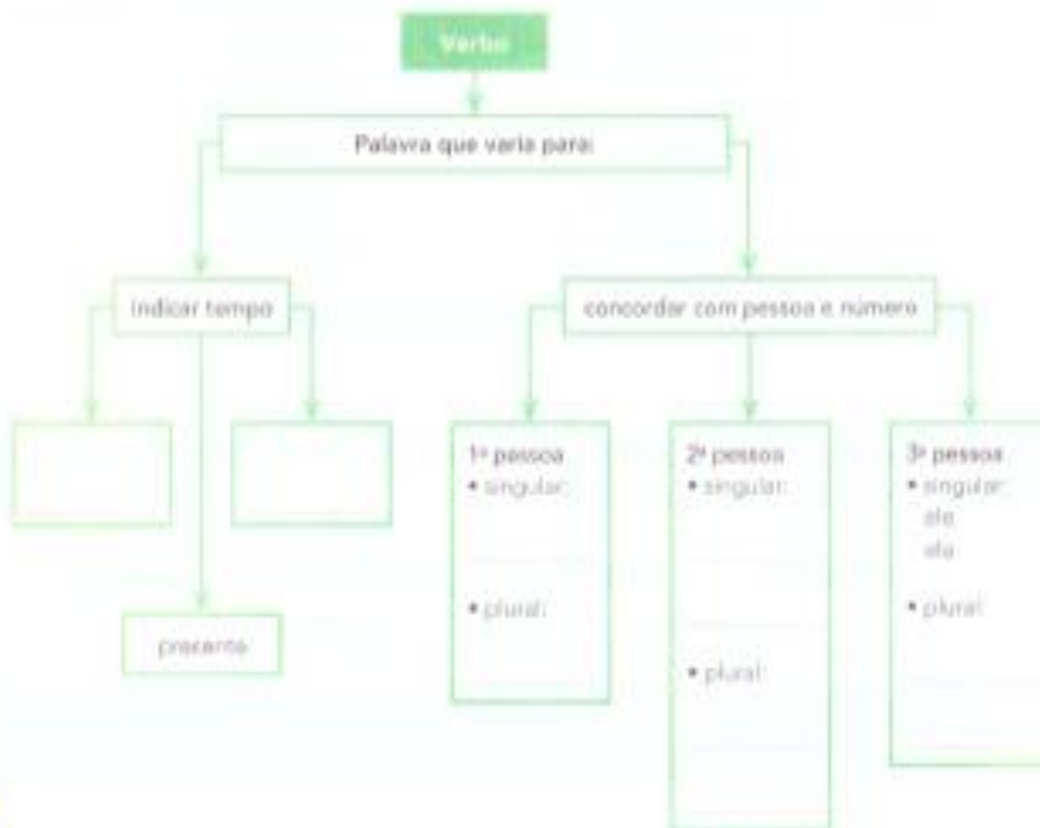 Verbo
Palavra que varia para:
indicar tempo
concordar com pessoa e número
1ª pessoa
• singular:
• plural:
2ª pessoa
• singular:
• plural:
3ª pessoa
• singular:
ele
ela
• plural:
presente